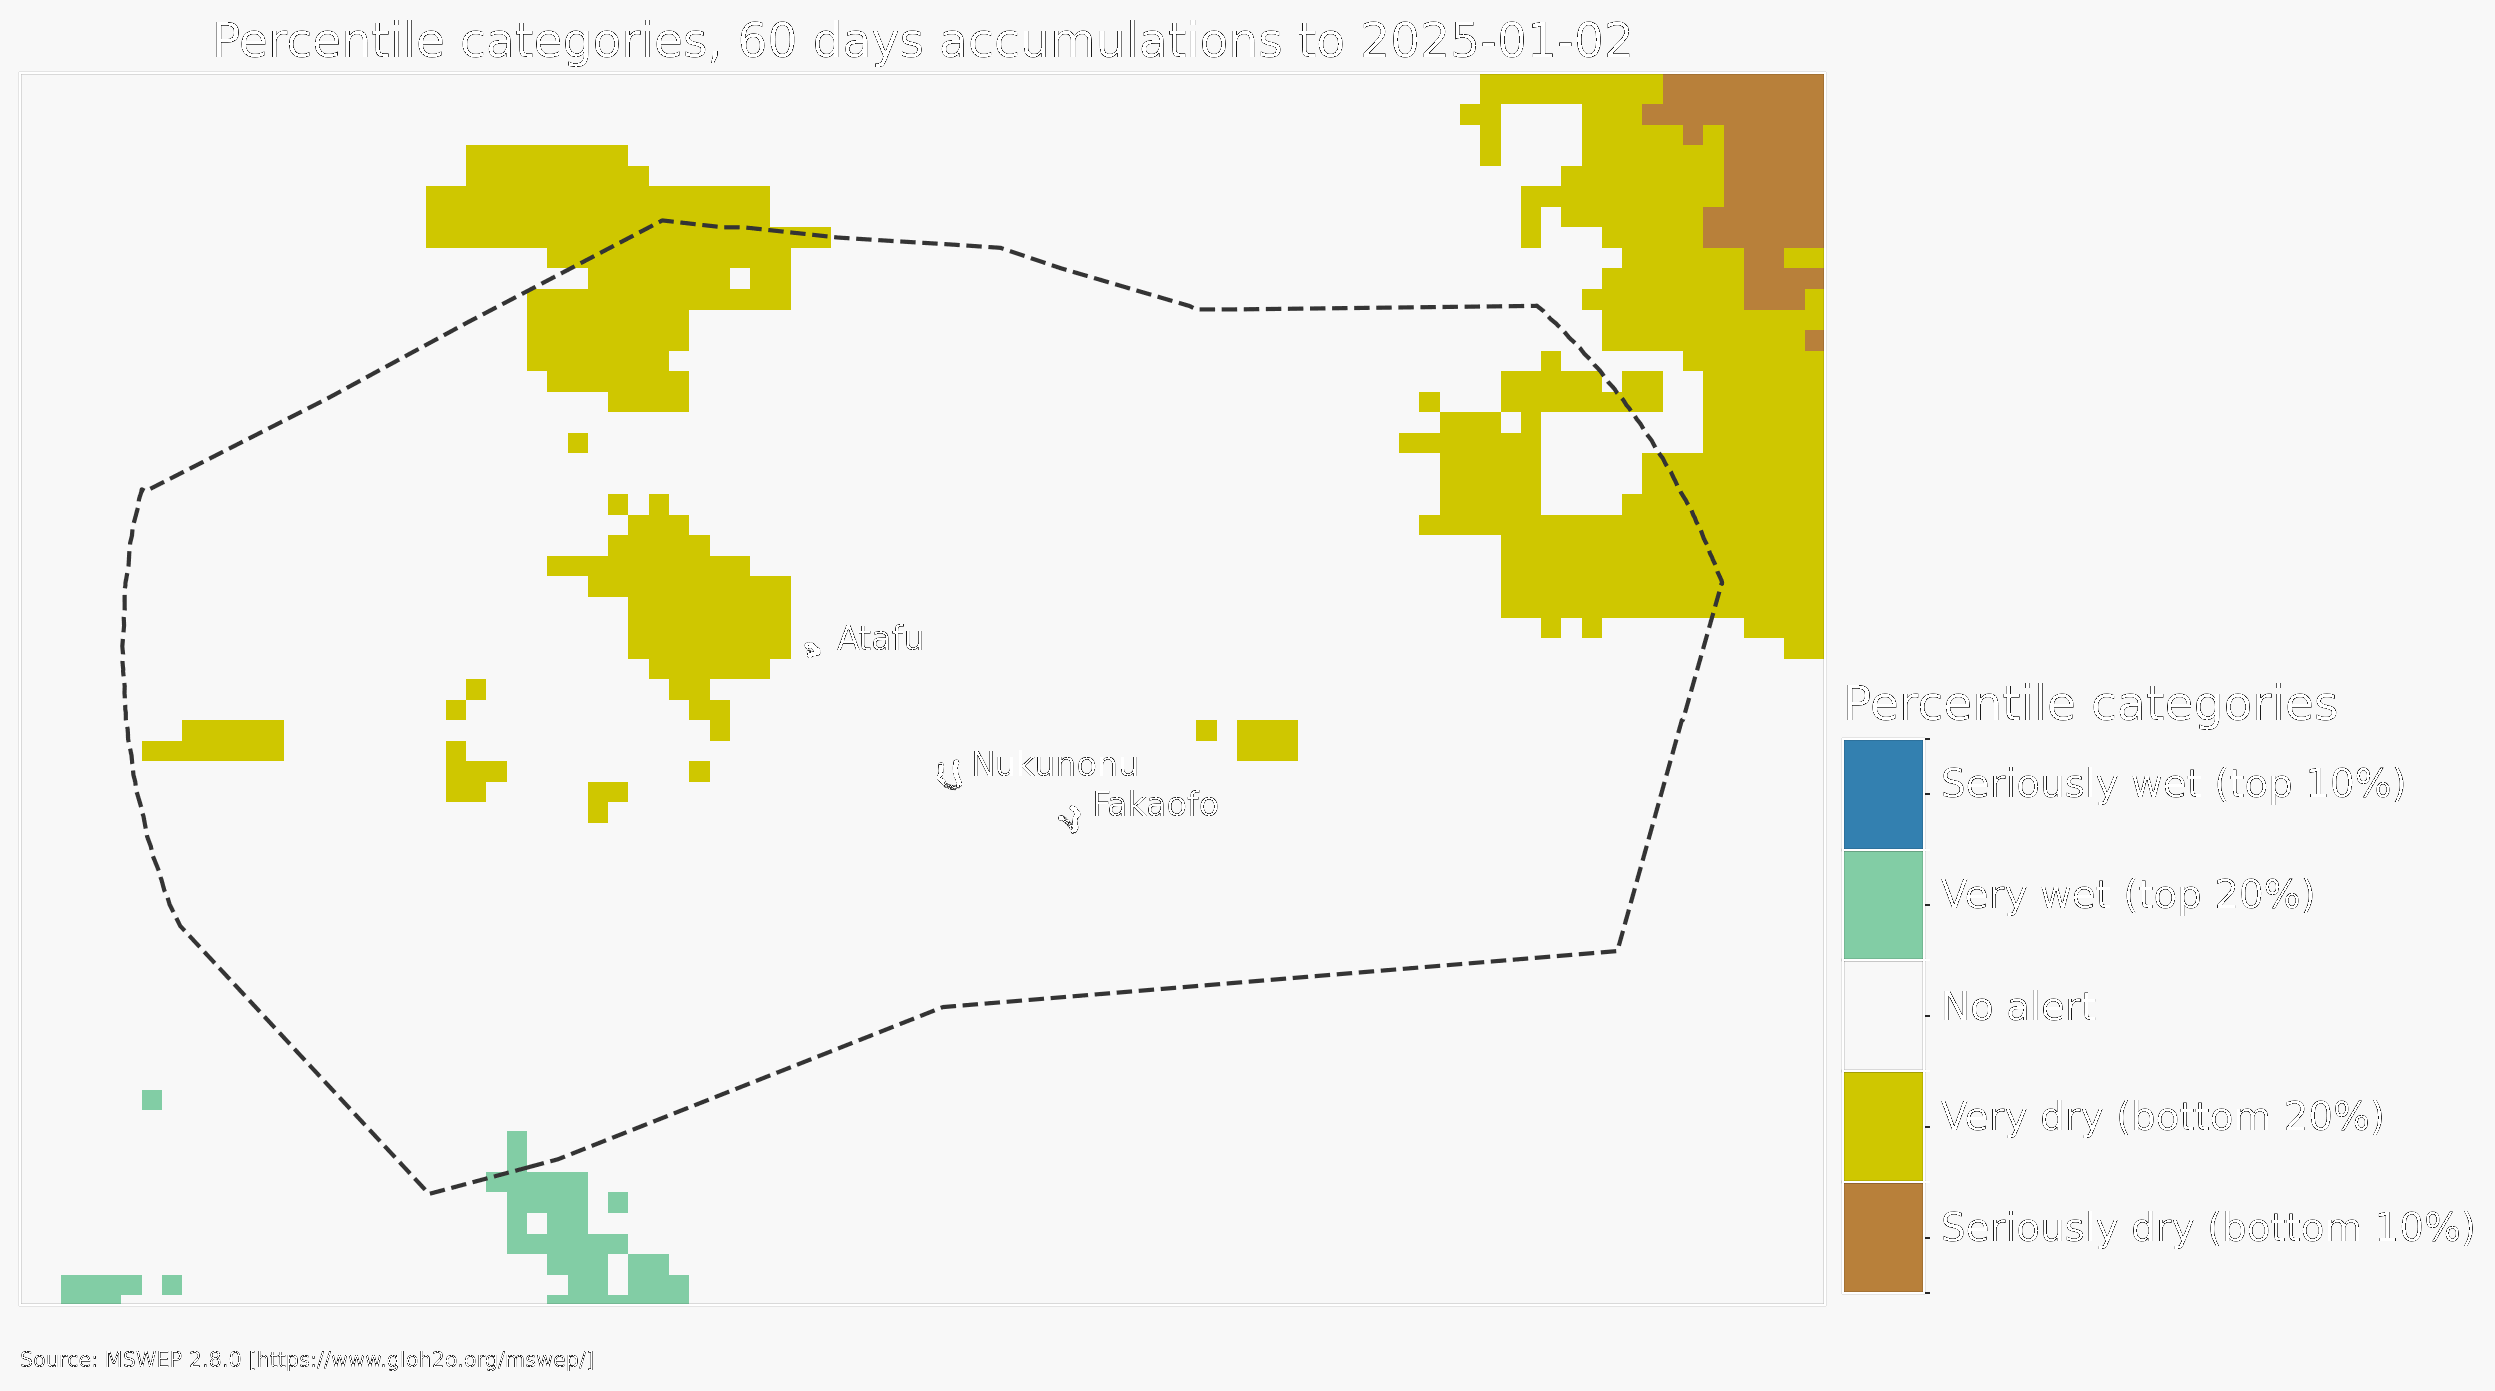 Percentile categories, 60 days accumulations to 2025-01-02
Atafu
Nukunonu
Fakaofo
Percentile categories
Seriously wet (top 10%)
Very wet (top 20%)
No alert
Very dry (bottom 20%)
Seriously dry (bottom 10%)
Source: MSWEP 2.8.0 [https://www.gloh2o.org/mswep/]